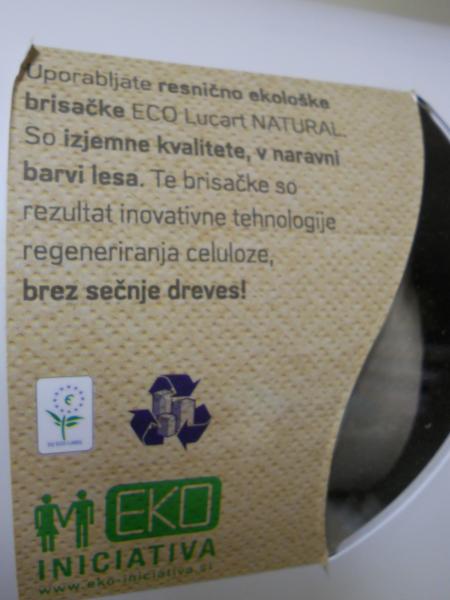 Uporabljate resnično ekološke
brisačke ECO Lucart NATURAL.
So izjemne kvalitete, v naravni
barvi lesa. Te brisačke so
rezultat inovativne tehnologije
regeneriranja celuloze,
brez sečnje dreves!
EKO
INICIATIVA
www.eko-iniciativa.si